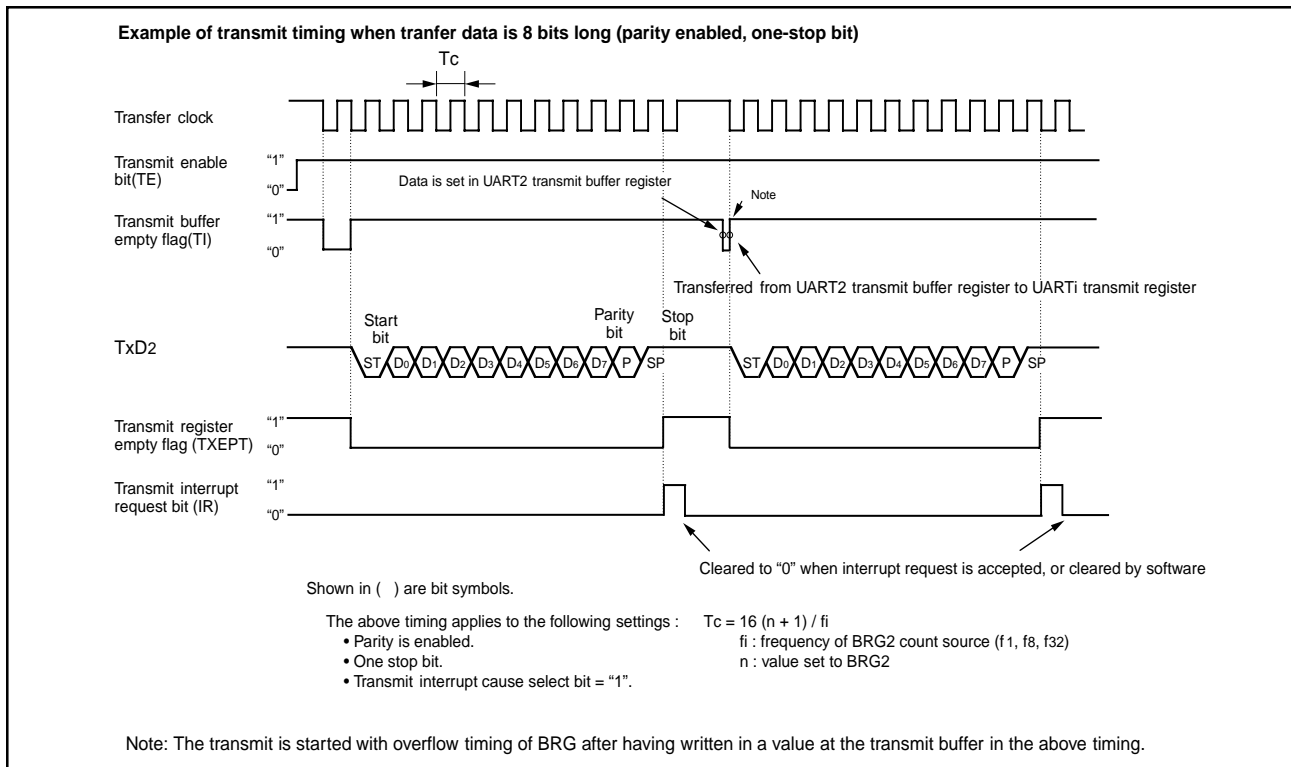 Example of transmit timing when tranfer data is 8 bits long (parity enabled, one-stop bit)
Tc
Transfer clock
Transmit enable
bit(TE)
“1”
“0”
Data is set in UART2 transmit buffer register
Note
Transmit buffer
empty flag(TI)
“1”
“0”
Transferred from UART2 transmit buffer register to UARTi transmit register
Start
bit
Parity
bit
Stop
bit
TxD2
ST D0 D1 D2 D3 D4 D5 D6 D7 P SP
ST D0 D1 D2 D3 D4 D5 D6 D7 P SP
Transmit register
empty flag (TXEPT)
“1”
“0”
Transmit interrupt
request bit (IR)
“1”
“0”
Cleared to “0” when interrupt request is accepted, or cleared by software
Shown in ( ) are bit symbols.
The above timing applies to the following settings :
• Parity is enabled.
• One stop bit.
• Transmit interrupt cause select bit = “1”.
Tc = 16 (n + 1) / fi
fi : frequency of BRG2 count source (f1, f8, f32)
n : value set to BRG2
Note: The transmit is started with overflow timing of BRG after having written in a value at the transmit buffer in the above timing.